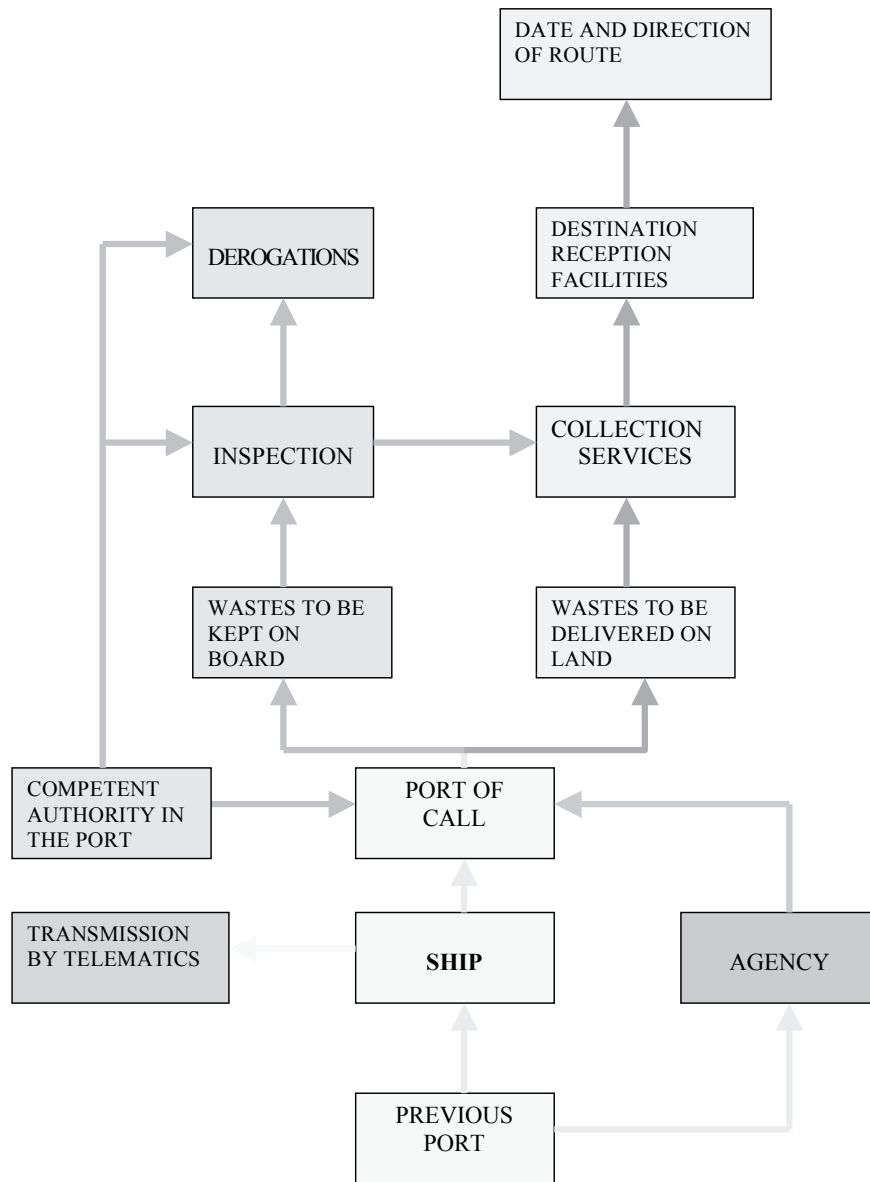 DATE AND DIRECTION
OF ROUTE
DEROGATIONS
DESTINATION
RECEPTION
FACILITIES
INSPECTION
COLLECTION
SERVICES
WASTES TO BE
KEPT ON
BOARD
WASTES TO BE
DELIVERED ON
LAND
COMPETENT
AUTHORITY IN
THE PORT
PORT OF
CALL
TRANSMISSION
BY TELEMATICS
SHIP
AGENCY
PREVIOUS
PORT